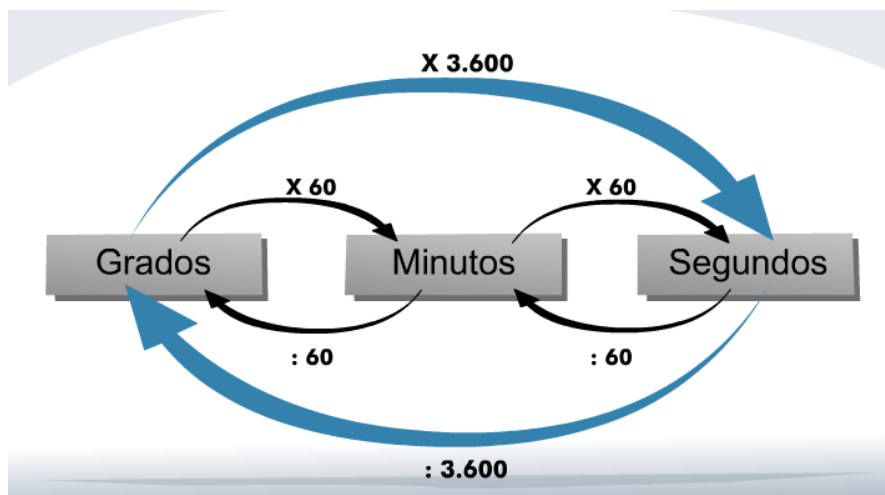 X 3.600
X 60
X 60
Grados
Minutos
Segundos
: 60
: 60
: 3.600